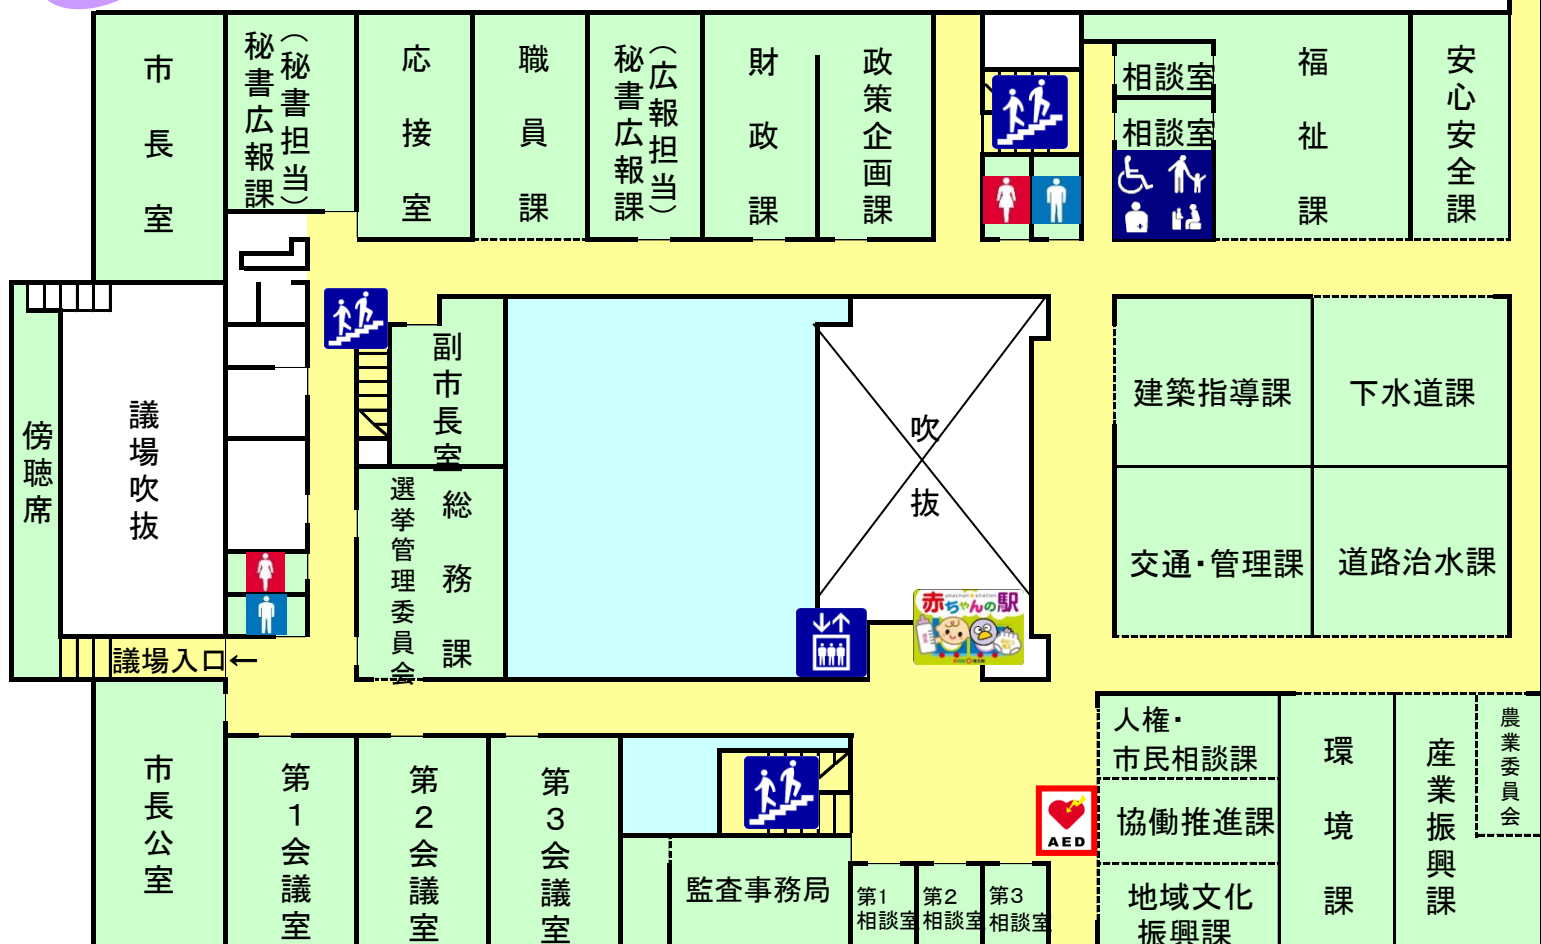 市長室
秘書広報課
（秘書担当）
応接室
職員課
秘書広報課
（広報担当）
財政課
政策企画課
相談室
相談室
福祉課
安心安全課
傍聴席
議場吹抜
副市長室
選挙管理委員会
総務課
吹抜
建築指導課
下水道課
交通・管理課
道路治水課
赤ちゃんの駅
議場入口←
市長公室
第１会議室
第２会議室
第３会議室
監査事務局
第1
相談室
第2
相談室
第3
相談室
AED
人権・
市民相談課
協働推進課
地域文化
振興課
環境課
産業振興課
農業委員会